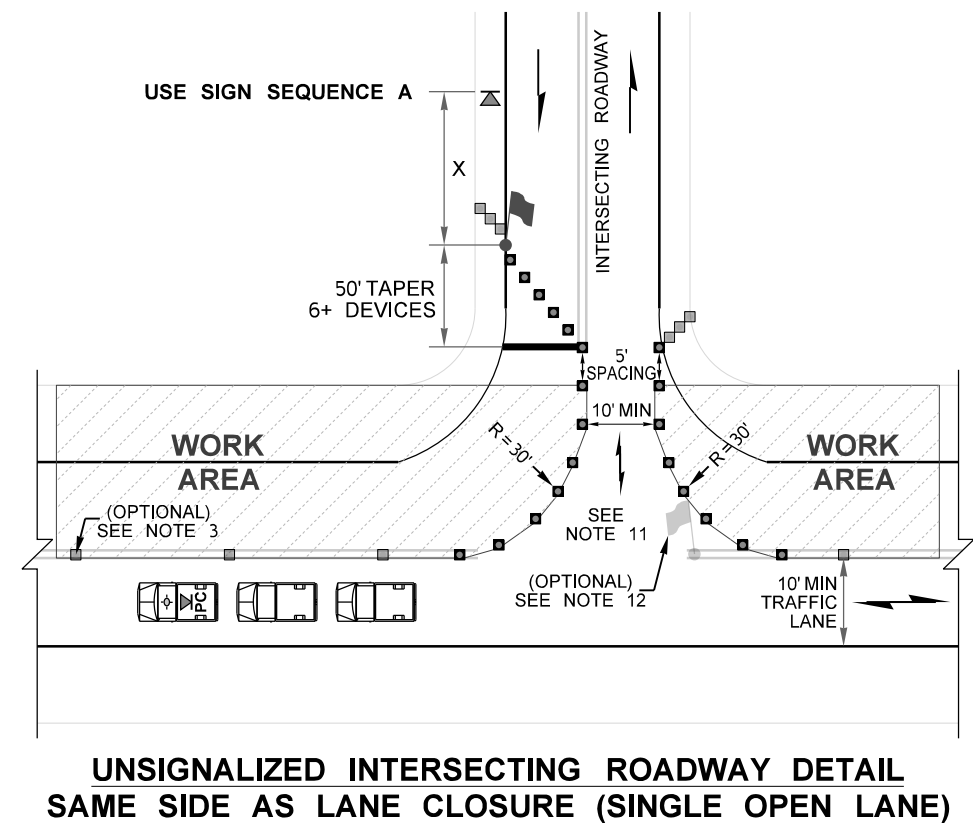 USE SIGN SEQUENCE A
X
INTERSECTING ROADWAY
50' TAPER
6+ DEVICES
5'
SPACING
10' MIN
R=30'
R=30'
WORK
AREA
WORK
AREA
(OPTIONAL)
SEE NOTE 3
SEE
NOTE 11
(OPTIONAL)
SEE NOTE 12
10' MIN
TRAFFIC
LANE
PC
UNSIGNALIZED INTERSECTING ROADWAY DETAIL
SAME SIDE AS LANE CLOSURE (SINGLE OPEN LANE)